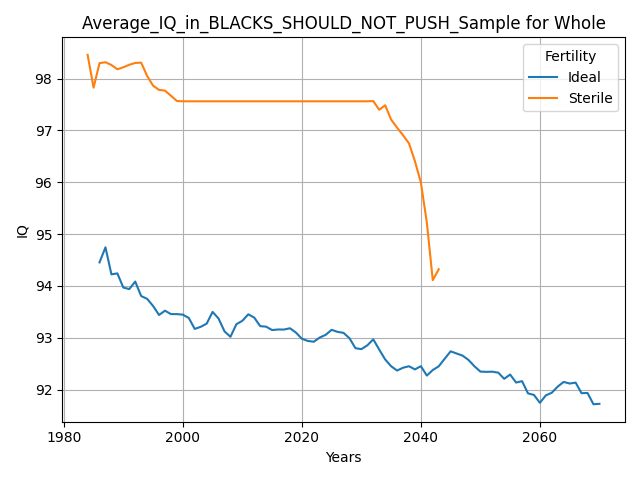 Average_IQ_in_BLACKS_SHOULD_NOT_PUSH_Sample for Whole
Fertility
Ideal
Sterile
98
97
96
95
94
93
92
IQ
1980
2000
2020
2040
2060
Years